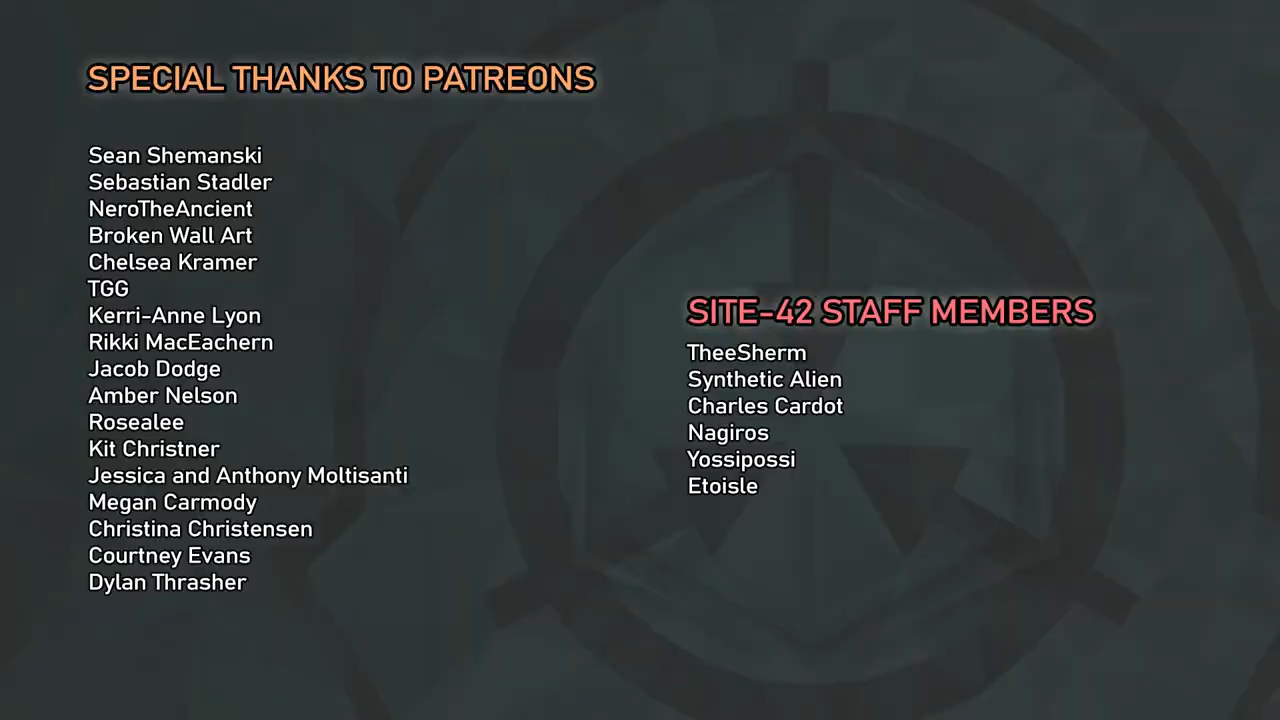 SPECIAL THANKS TO PATREONS
Sean Shemanski
Sebastian Stadler
NeroTheAncient
Broken Wall Art
Chelsea Kramer
TGG
Kerri-Anne Lyon
Rikki MacEachern
Jacob Dodge
Amber Nelson
Rosealee
Kit Christner
Jessica and Anthony Moltisanti
Megan Carmody
Christina Christensen
Courtney Evans
Dylan Thrasher
SITE-42 STAFF MEMBERS
TheeSherm
Synthetic Alien
Charles Cardot
Nagiros
Yossipossi
Etoisle